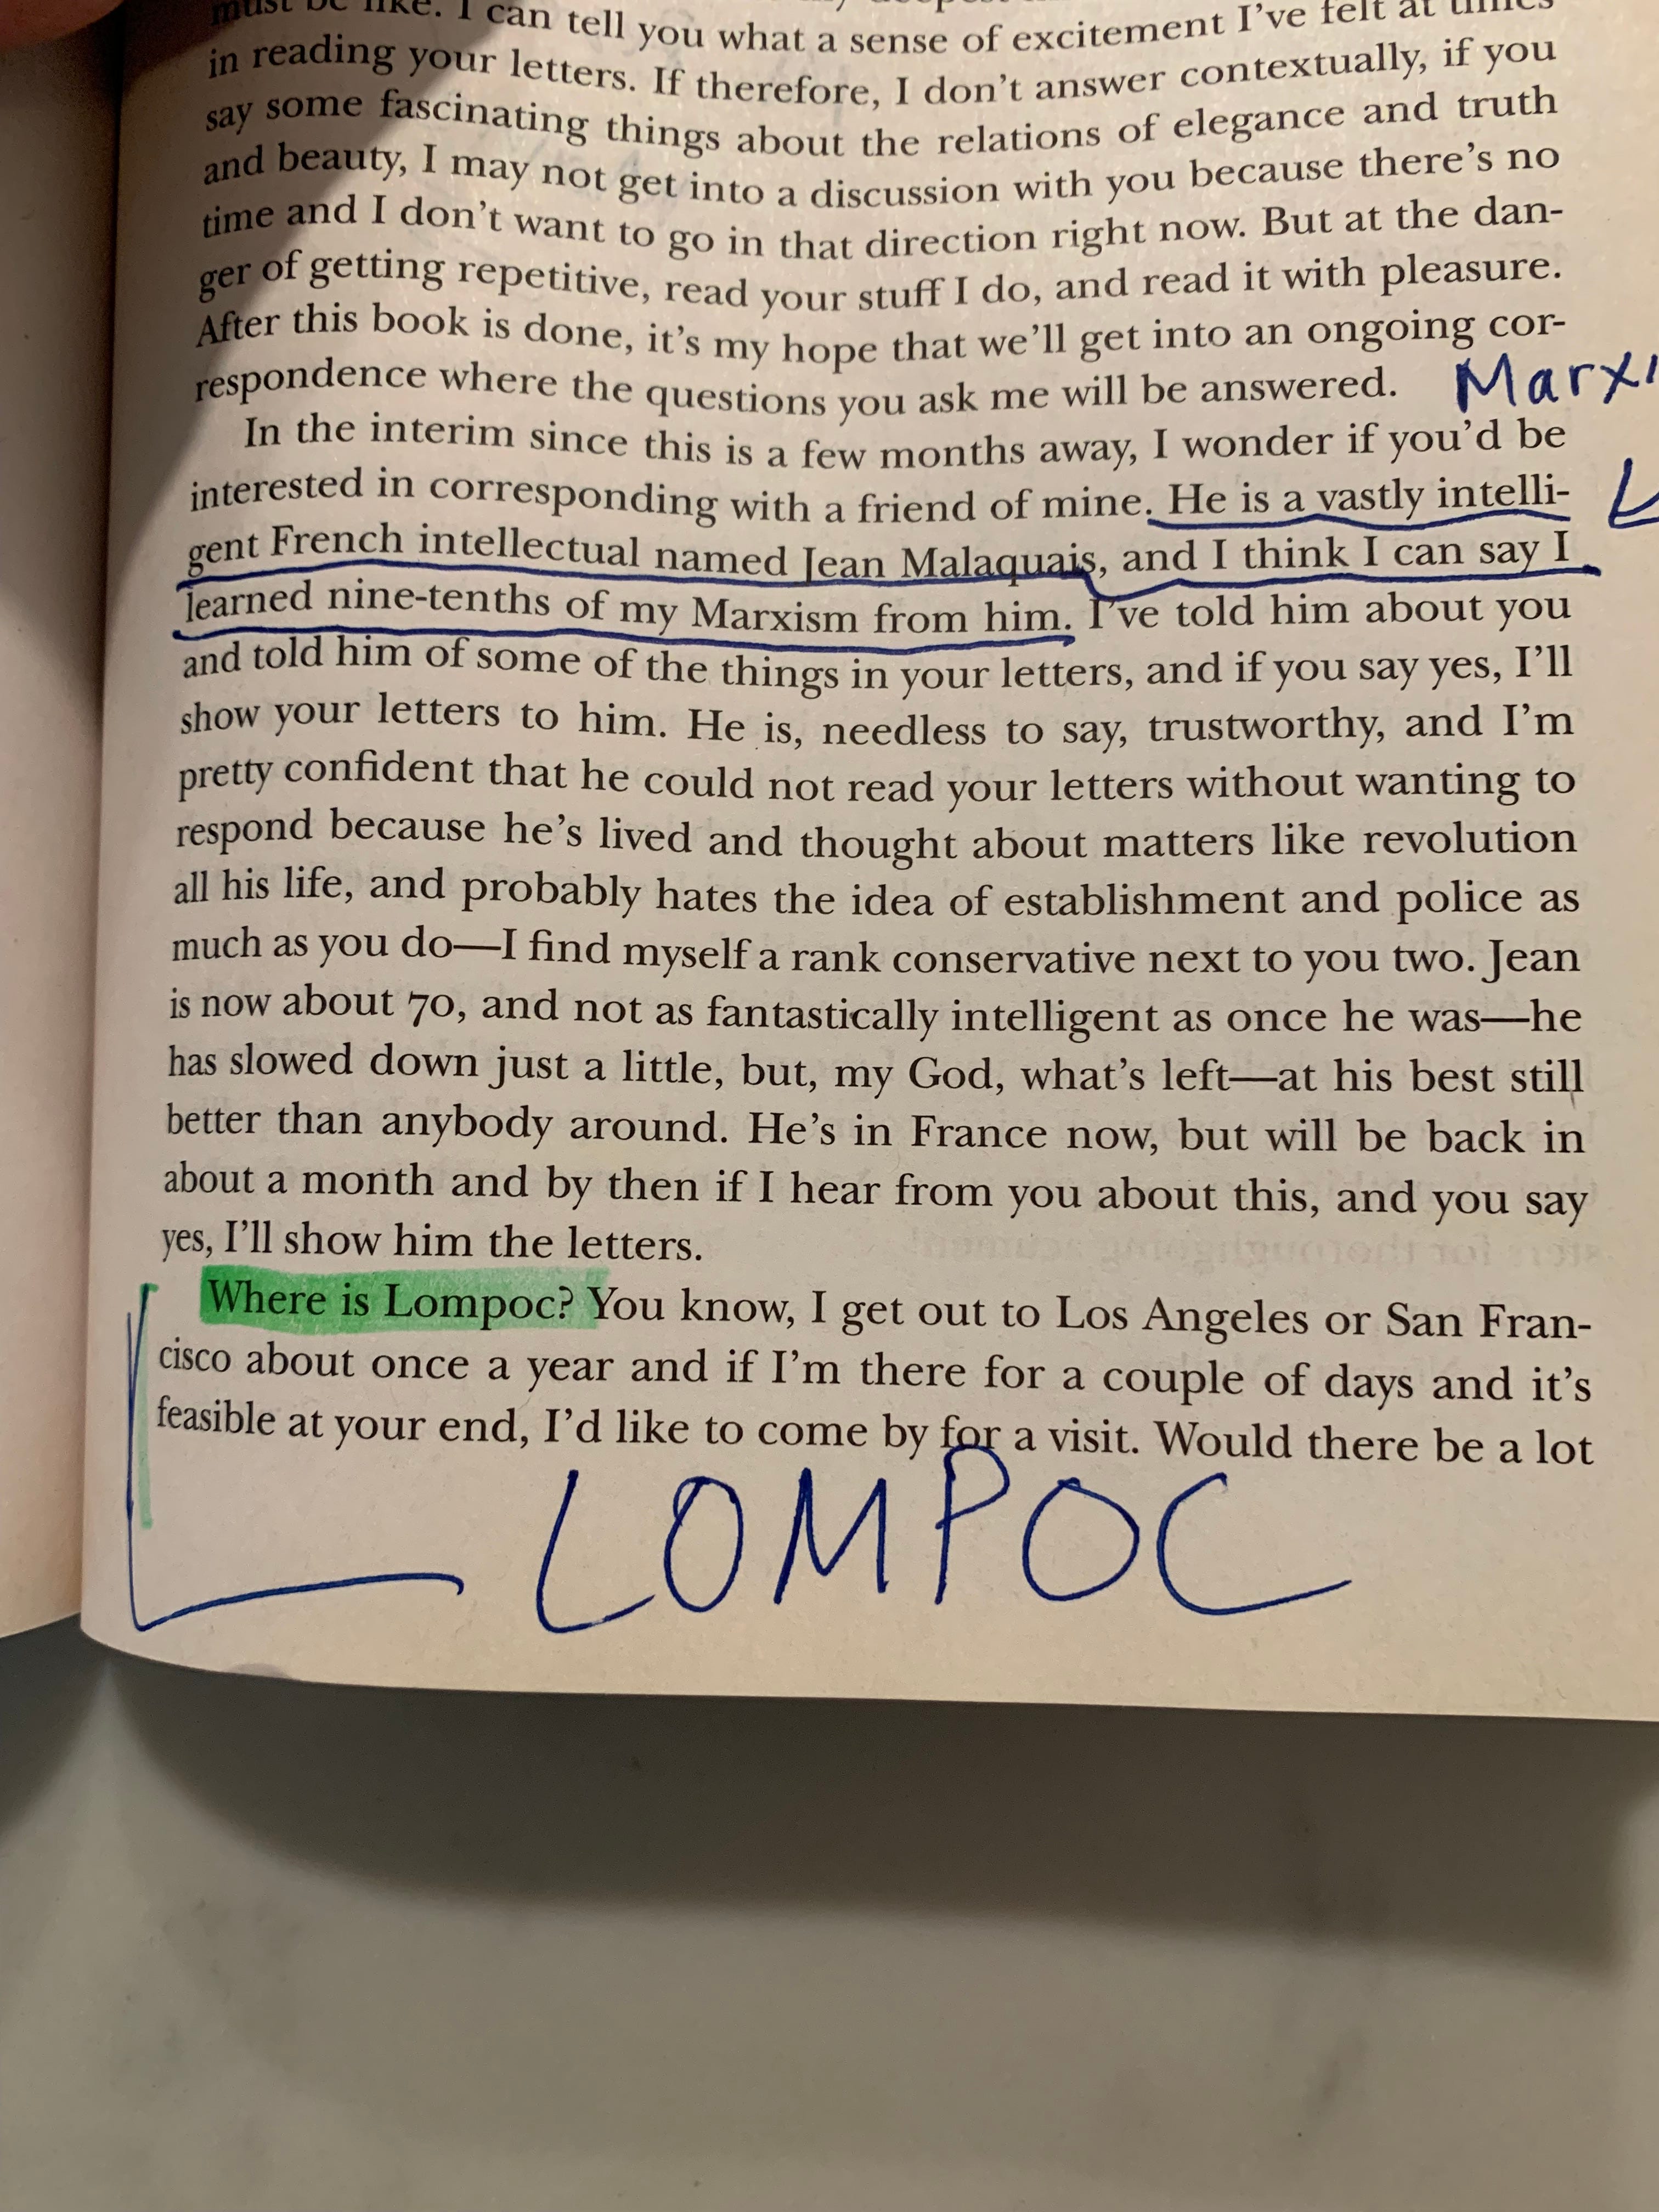 must be like. I can tell you what a sense of excitement I've felt at times
in reading your letters. If therefore, I don't answer contextually, if you
say some fascinating things about the relations of elegance and truth
and beauty, I may not get into a discussion with you because there's no
time and I don't want to go in that direction right now. But at the dan-
ger of getting repetitive, read your stuff I do, and read it with pleasure.
After this book is done, it's my hope that we'll get into an ongoing cor-
respondence where the questions you ask me will be answered.
Marxi
In the interim since this is a few months away, I wonder if you'd be
interested in corresponding with a friend of mine. He is a vastly intelli-
gent French intellectual named Jean Malaquais, and I think I can say I
learned nine-tenths of my Marxism from him. I've told him about you
and told him of some of the things in your letters, and if you say yes, I'll
show your letters to him. He is, needless to say, trustworthy, and I'm
pretty confident that he could not read your letters without wanting to
respond because he's lived and thought about matters like revolution
all his life, and probably hates the idea of establishment and police as
much as you do—I find myself a rank conservative next to you two. Jean
is now about 70, and not as fantastically intelligent as once he was—he
has slowed down just a little, but, my God, what's left—at his best still
better than anybody around. He's in France now, but will be back in
about a month and by then if I hear from you about this, and you say
yes, I'll show him the letters.
Where is Lompoc? You know, I get out to Los Angeles or San Fran-
cisco about once a year and if I'm there for a couple of days and it's
feasible at your end, I'd like to come by for a visit. Would there be a lot
LOMPOC